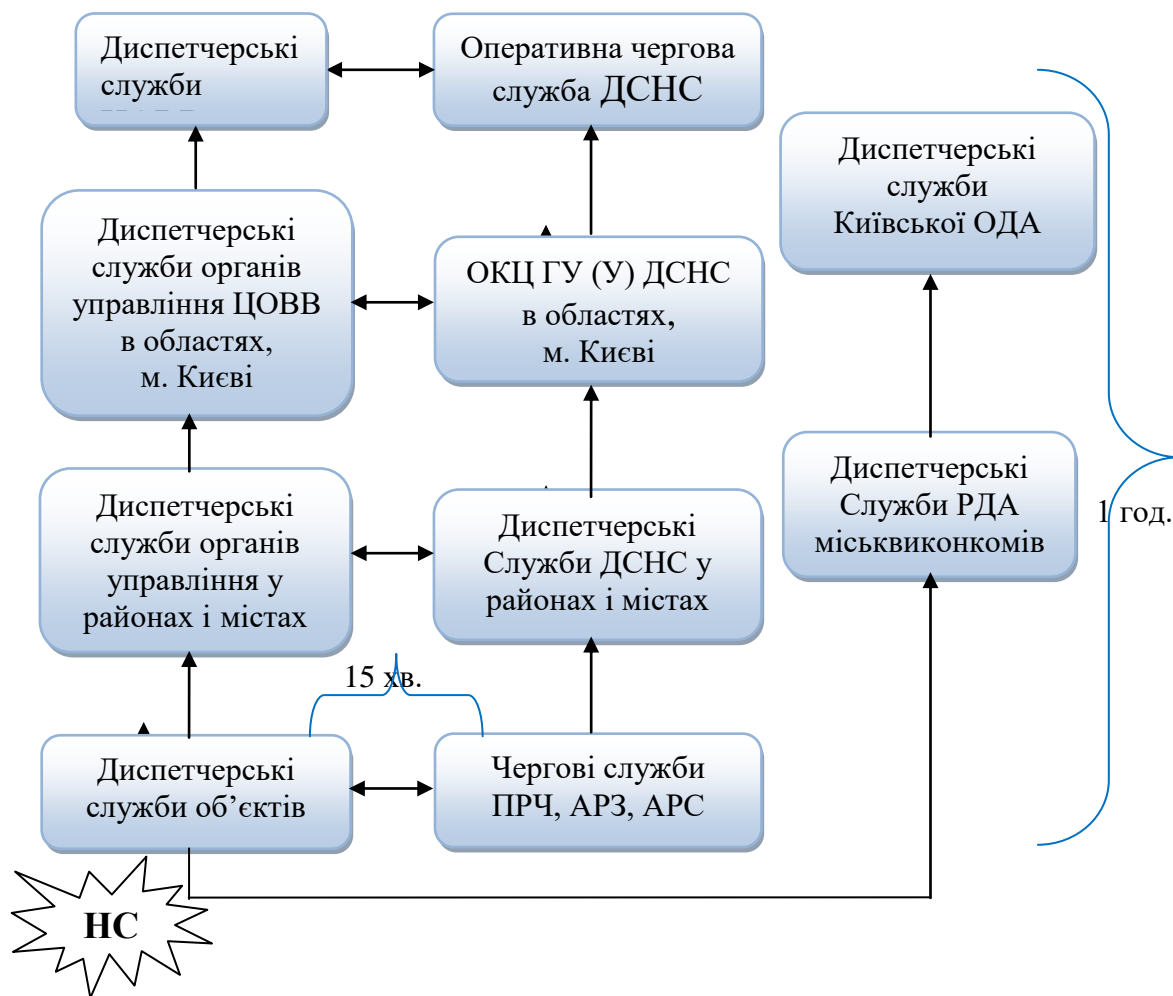 Диспетчерські
служби
Оперативна чергова
служба ДСНС
Диспетчерські
служби
Київської ОДА
Диспетчерські
служби органів
управління ЦОВВ
в областях,
м. Києві
ОКЦ ГУ (У) ДСНС
в областях,
м. Києві
Диспетчерські
Служби РДА
міськвиконкомів
1 год.
Диспетчерські
служби органів
управління у
районах і містах
Диспетчерські
Служби ДСНС у
районах і містах
15 хв.
Диспетчерські
служби об’єктів
Чергові служби
ПРЧ, АРЗ, АРС
НС